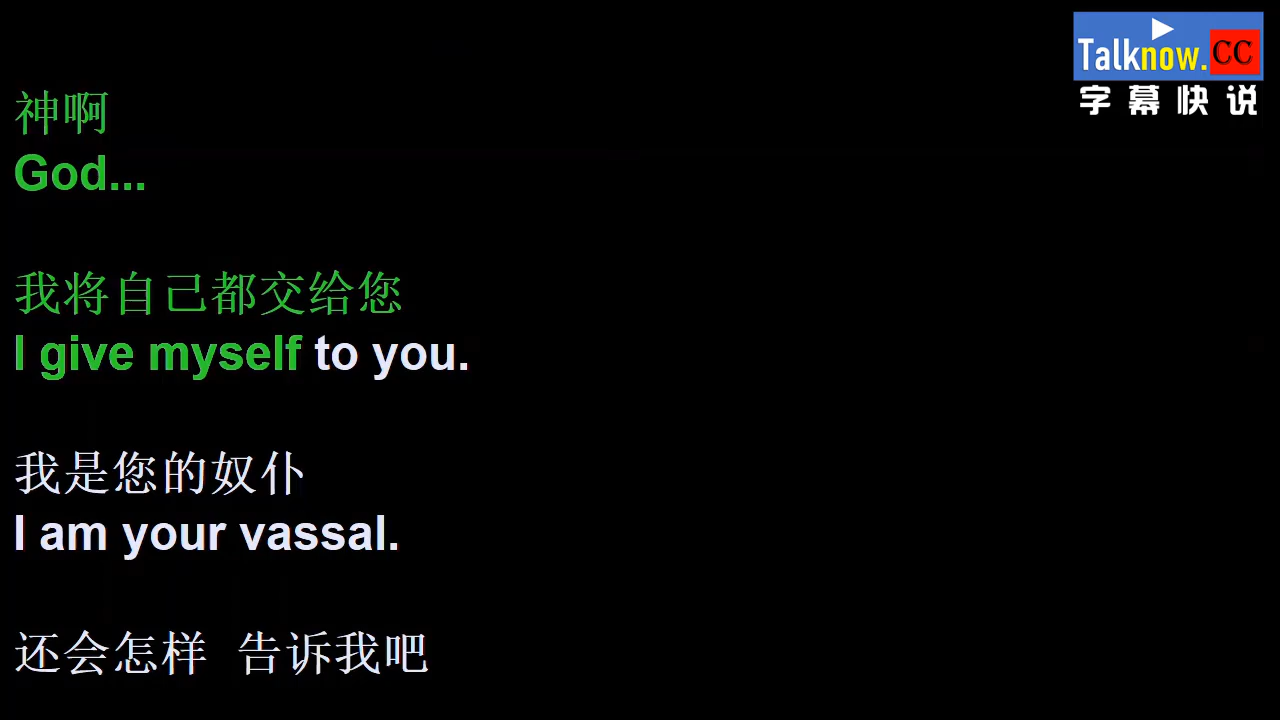 Talknow.CC
字幕快说
神啊
God...
我将自己都交给您
I give myself to you.
我是您的奴仆
I am your vassal.
还会怎样 告诉我吧